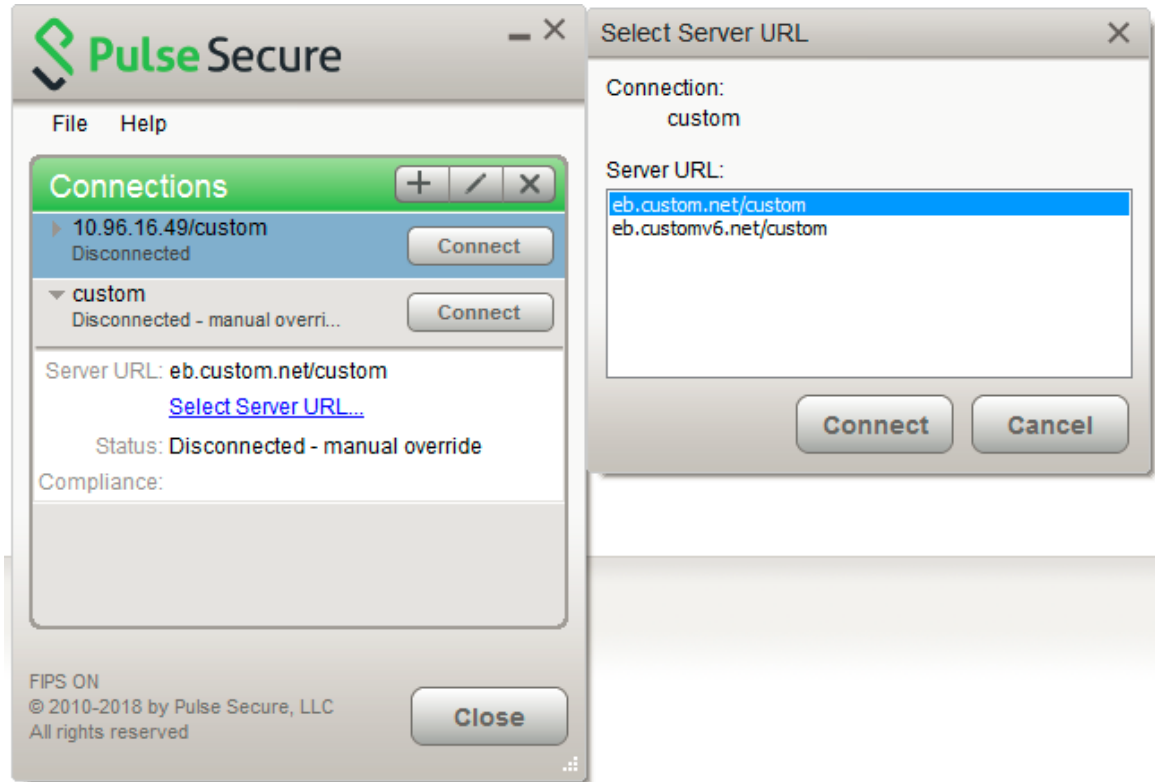 Pulse Secure
File Help
Connections
10.96.16.49/custom
Disconnected
Connect
custom
Disconnected - manual overri...
Connect
Server URL: eb.custom.net/custom
Select Server URL...
Status: Disconnected - manual override
Compliance:
FIPS ON
© 2010-2018 by Pulse Secure, LLC
All rights reserved
Close
Select Server URL
Connection:
custom
Server URL:
eb.custom.net/custom
eb.customv6.net/custom
Connect Cancel